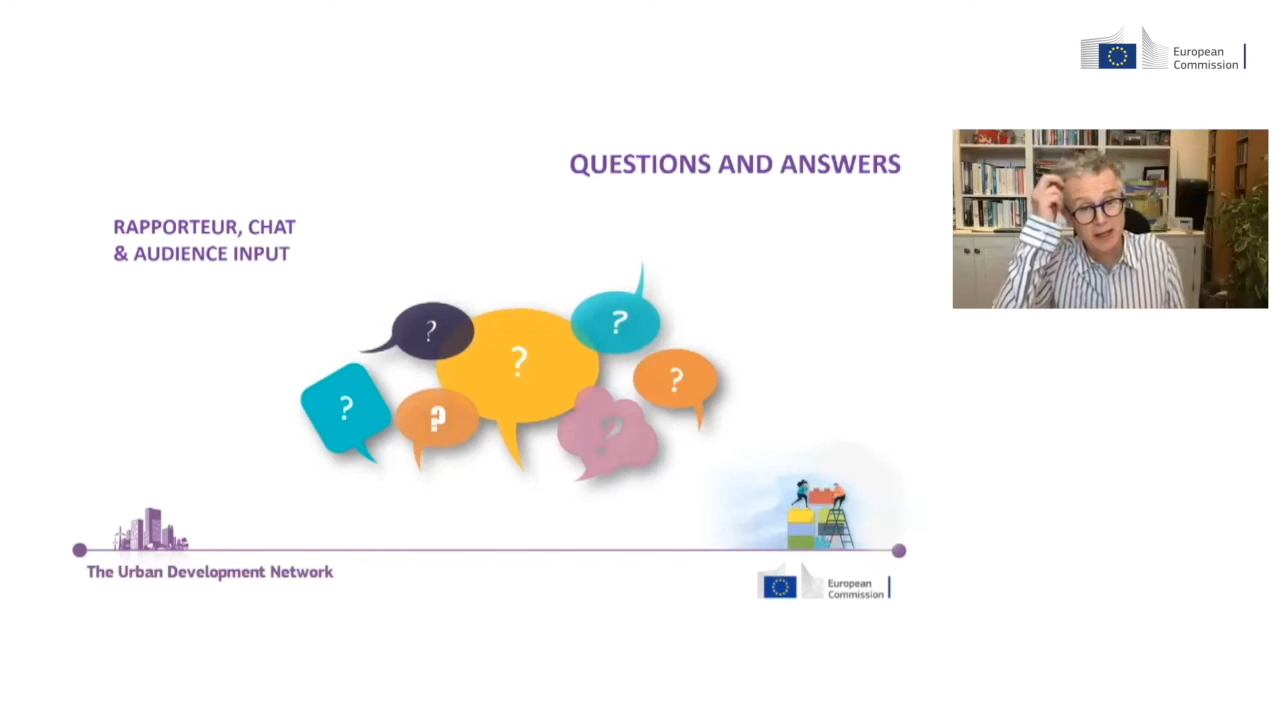 European
Commission
QUESTIONS AND ANSWERS
RAPPORTEUR, CHAT
& AUDIENCE INPUT
?
?
?
?
?
?
?
The Urban Development Network
European
Commission